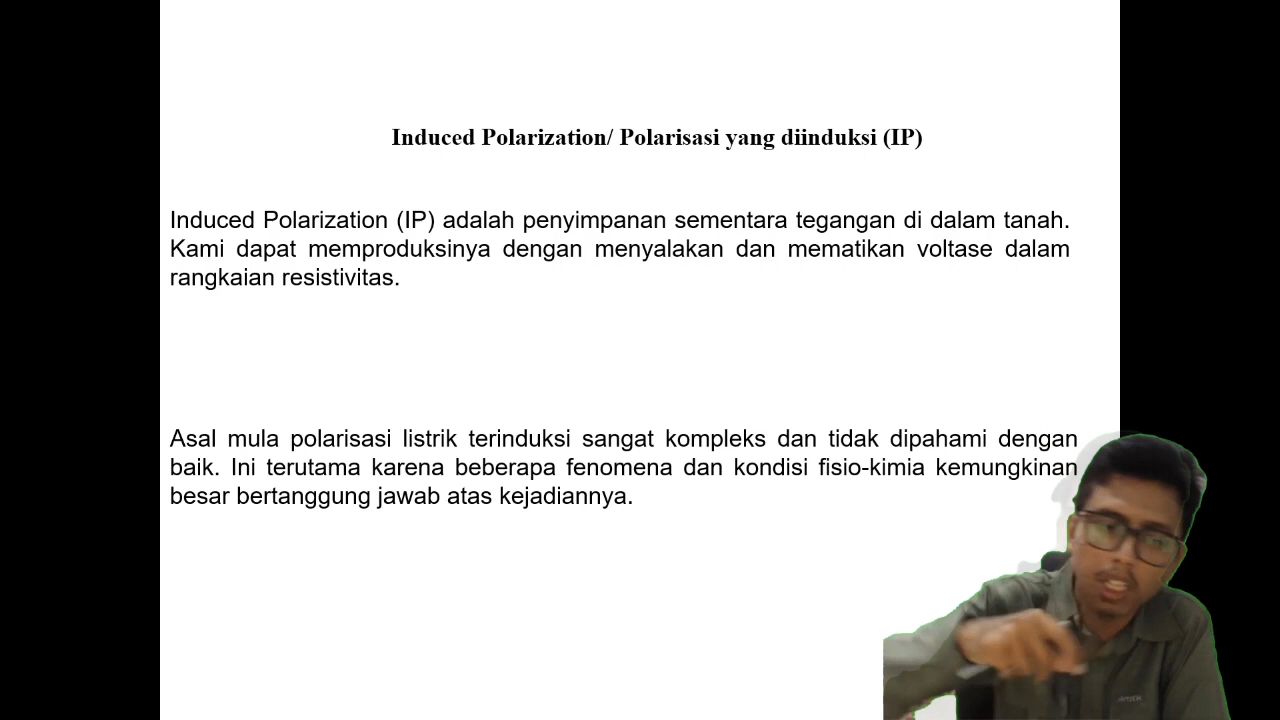 Induced Polarization/ Polarisasi yang diinduksi (IP)
Induced Polarization (IP) adalah penyimpanan sementara tegangan di dalam tanah.
Kami dapat memproduksinya dengan menyalakan dan mematikan voltase dalam
rangkaian resistivitas.
Asal mula polarisasi listrik terinduksi sangat kompleks dan tidak dipahami dengan
baik. Ini terutama karena beberapa fenomena dan kondisi fisio-kimia kemungkinan
besar bertanggung jawab atas kejadiannya.